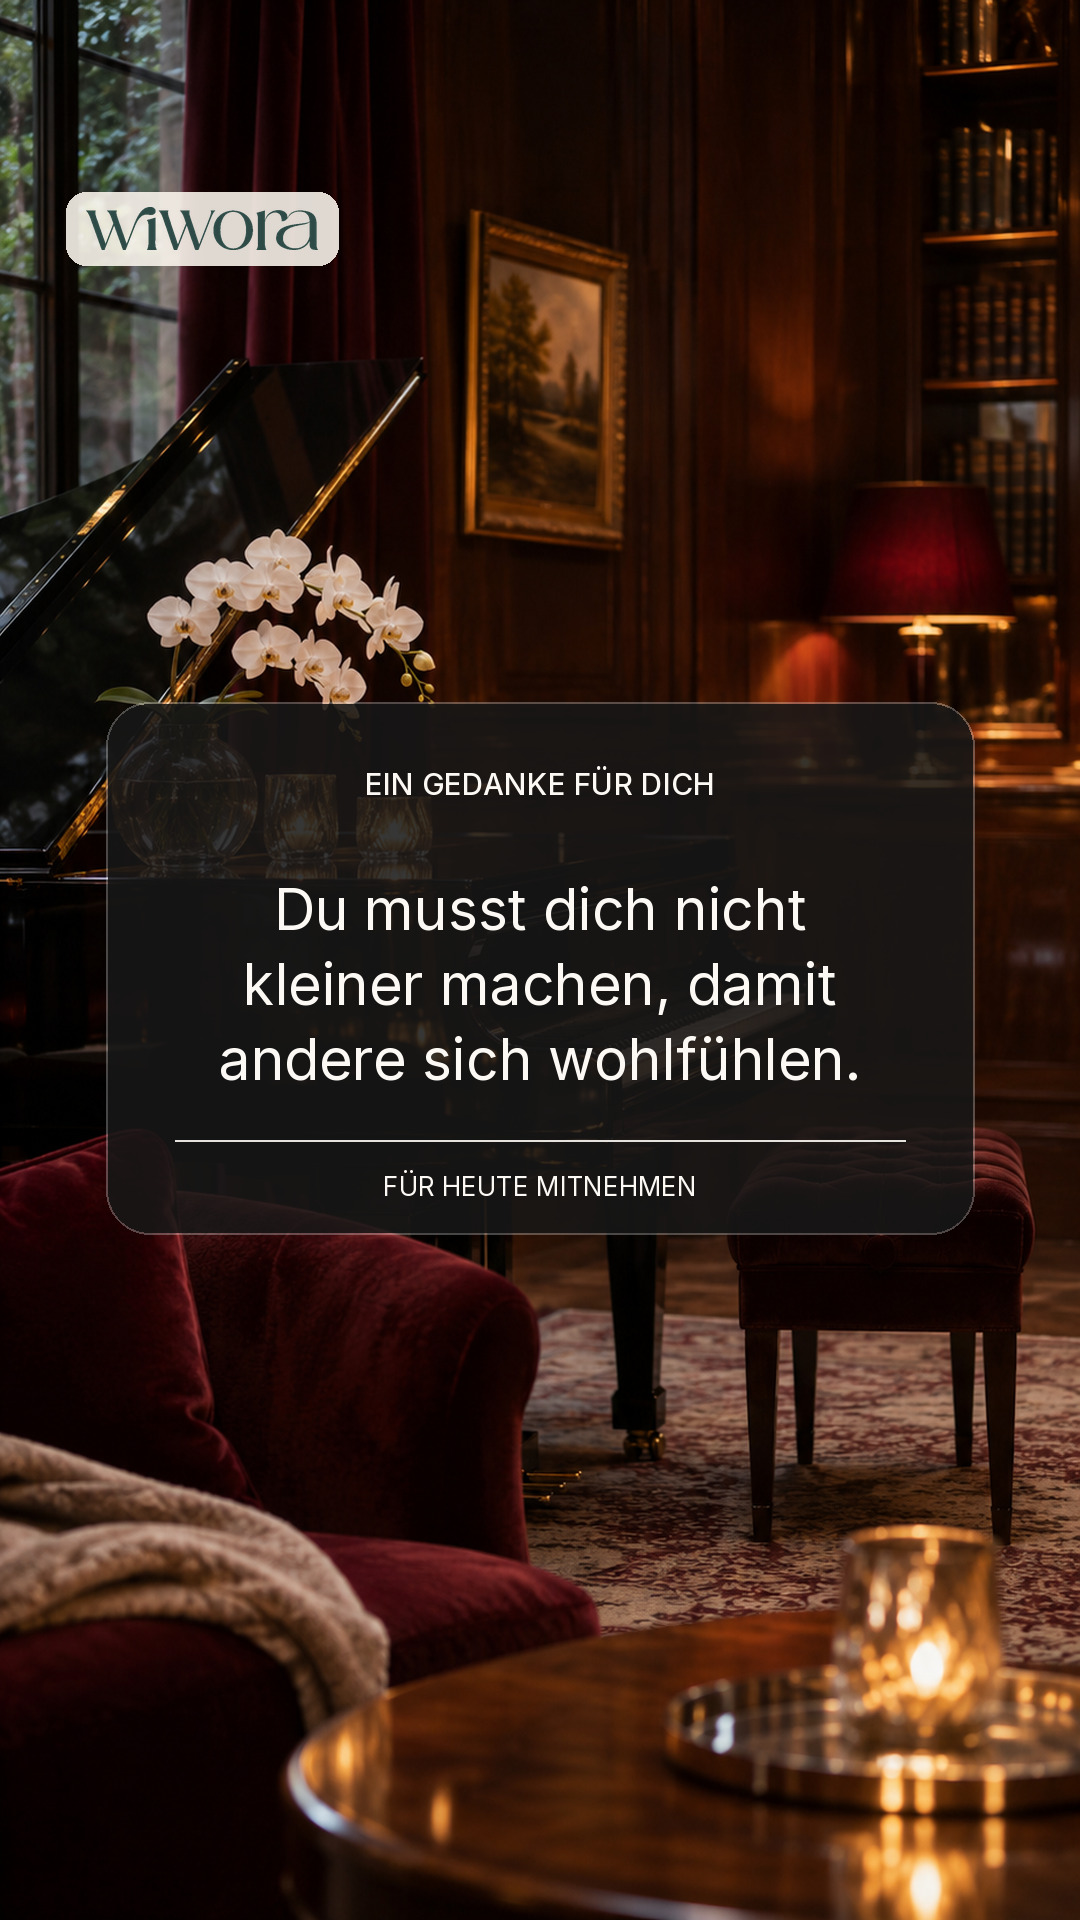 wiwora
EIN GEDANKE FÜR DICH
Du musst dich nicht
kleiner machen, damit
andere sich wohlfühlen.
FÜR HEUTE MITNEHMEN